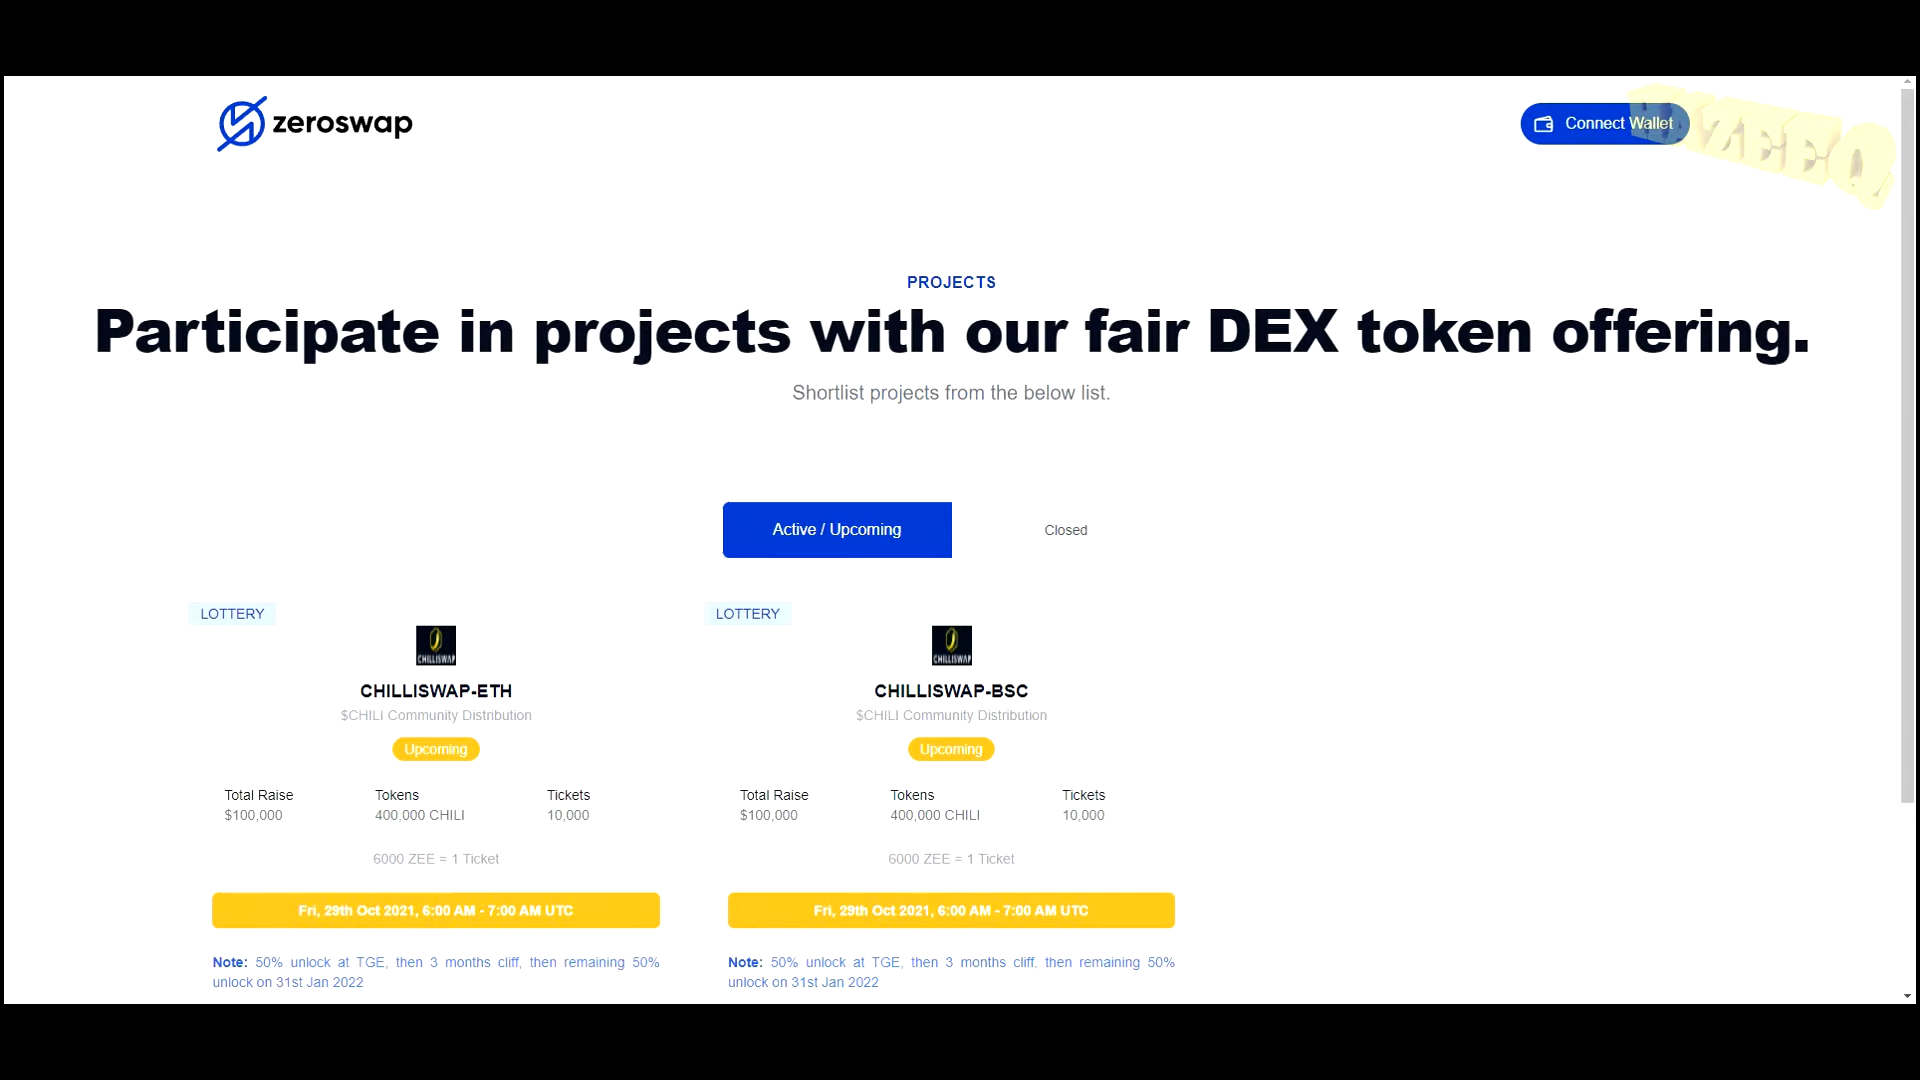 zeroswap
Connect Wallet
PROJECTS
Participate in projects with our fair DEX token offering.
Shortlist projects from the below list.
Active / Upcoming
Closed
LOTTERY
CHILLISWAP
CHILLISWAP-ETH
$CHILI Community Distribution
Upcoming
Total Raise Tokens Tickets
$100,000 400,000 CHILI 10,000
6000 ZEE = 1 Ticket
Fri, 29th Oct 2021, 6:00 AM - 7:00 AM UTC
Note: 50% unlock at TGE, then 3 months cliff, then remaining 50%
unlock on 31st Jan 2022
LOTTERY
CHILLISWAP
CHILLISWAP-BSC
$CHILI Community Distribution
Upcoming
Total Raise Tokens Tickets
$100,000 400,000 CHILI 10,000
6000 ZEE = 1 Ticket
Fri, 29th Oct 2021, 6:00 AM - 7:00 AM UTC
Note: 50% unlock at TGE, then 3 months cliff, then remaining 50%
unlock on 31st Jan 2022